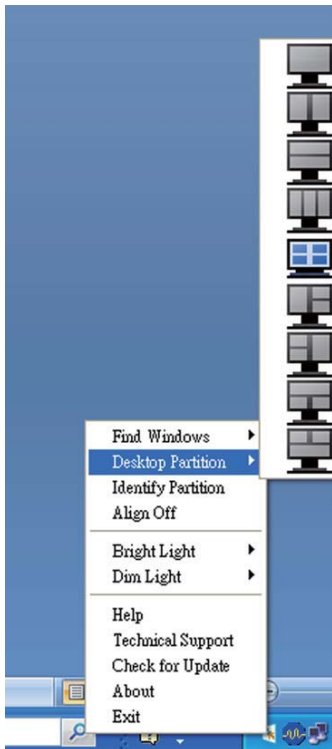 Find Windows
Desktop Partition
Identify Partition
Align Off
Bright Light
Dim Light
Help
Technical Support
Check for Update
About
Exit